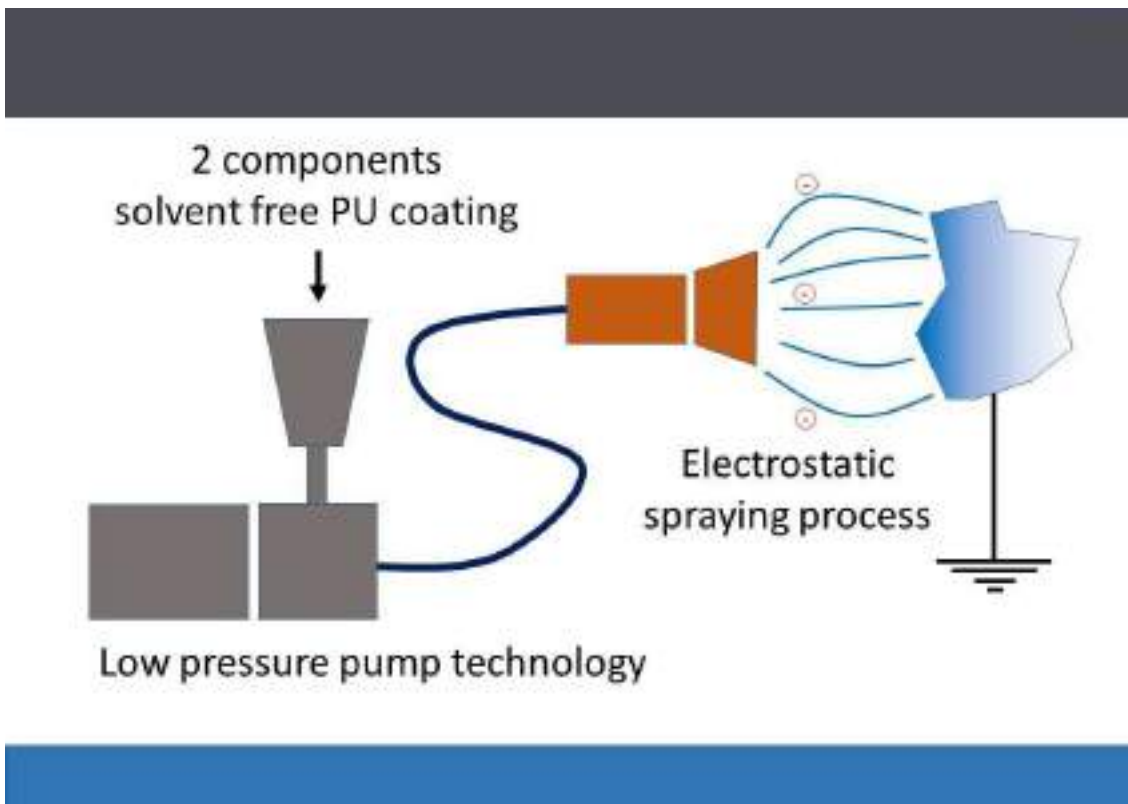 2 components
solvent free PU coating
Electrostatic
spraying process
Low pressure pump technology